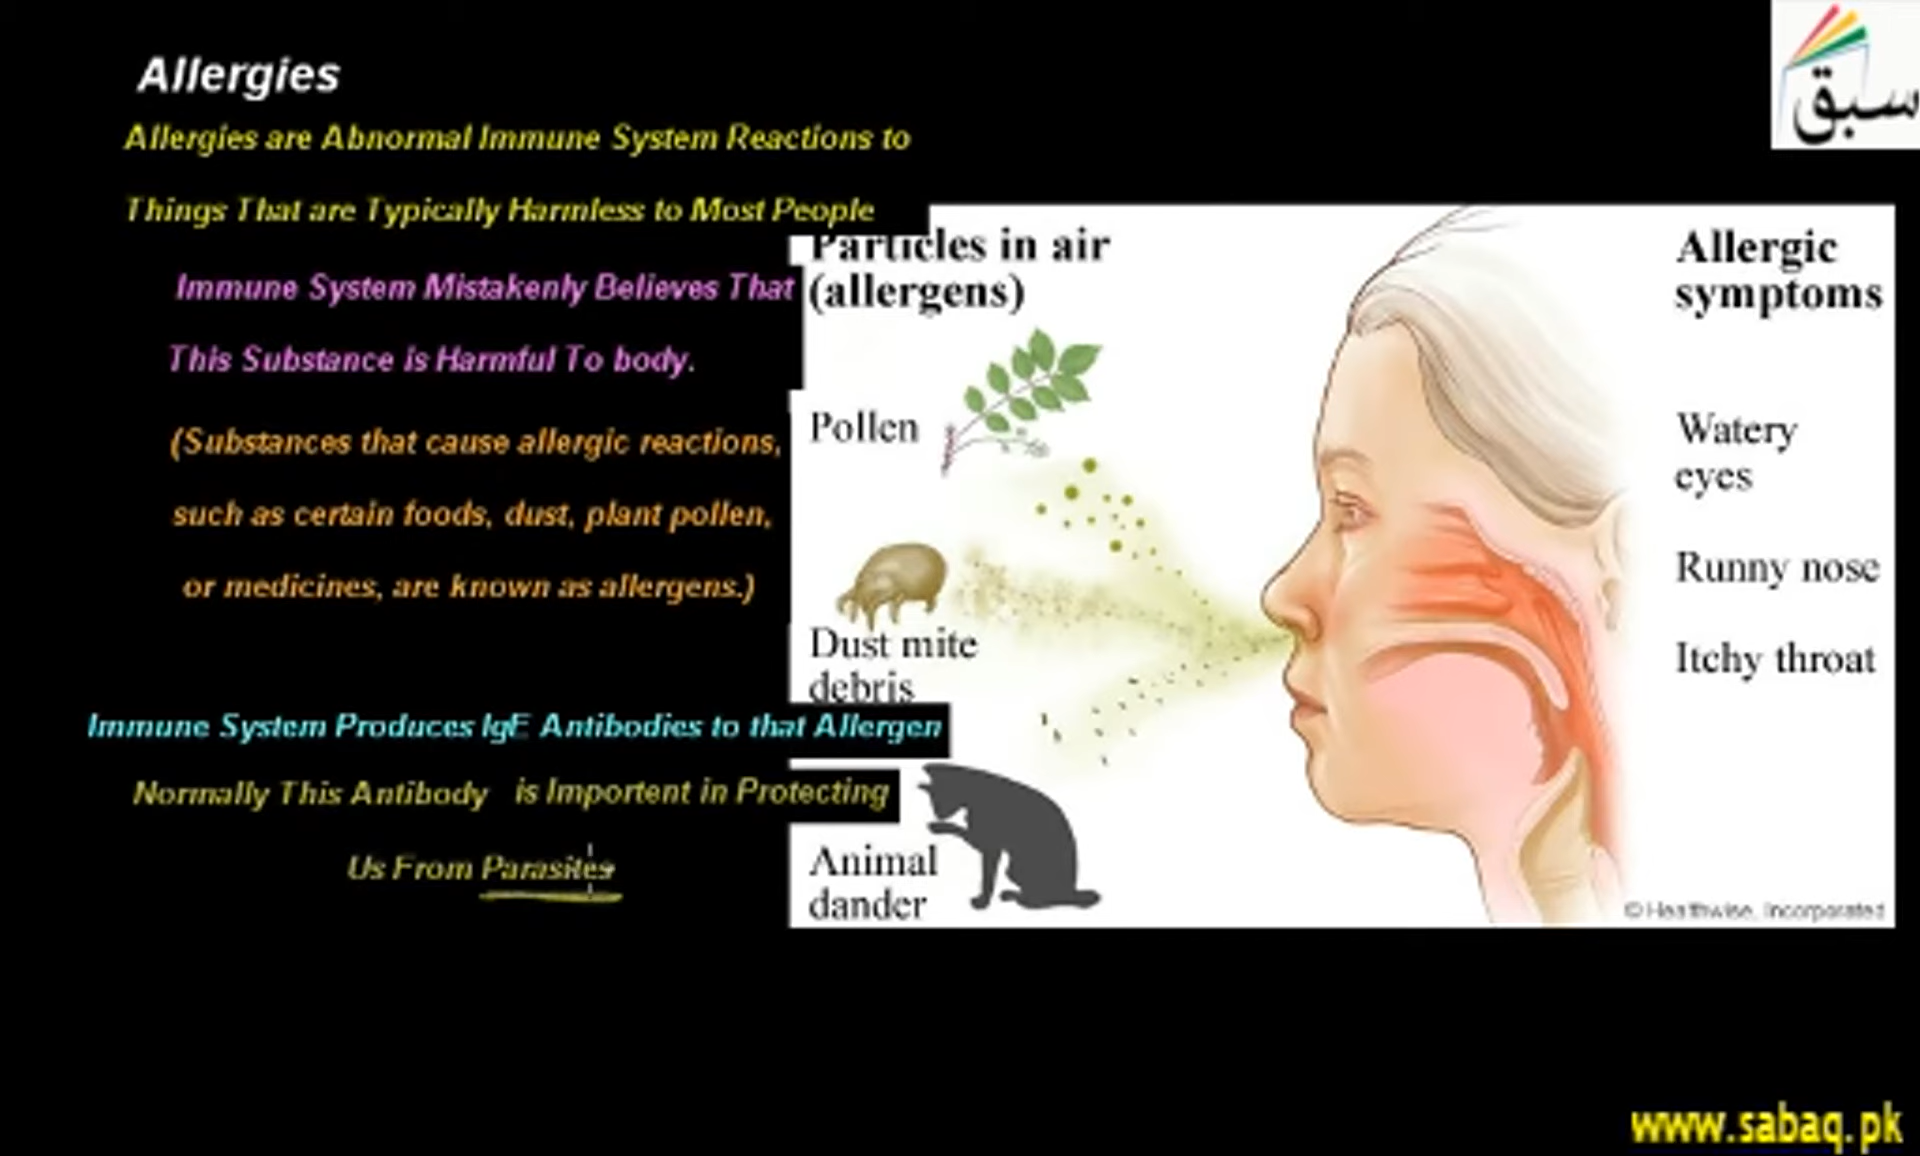 Allergies
Allergies are Abnormal Immune System Reactions to
Things That are Typically Harmless to Most People
Immune System Mistakenly Believes That
This Substance is Harmful To body.
(Substances that cause allergic reactions,
such as certain foods, dust, plant pollen,
or medicines, are known as allergens.)
Immune System Produces IgE Antibodies to that Allergen
Normally This Antibody is Importent in Protecting
Us From Parasites
Particles in air
(allergens)
Pollen
Dust mite
debris
Animal
dander
Allergic
symptoms
Watery
eyes
Runny nose
Itchy throat
© Healthwise, Incorporated
سبق
www.sabaq.pk